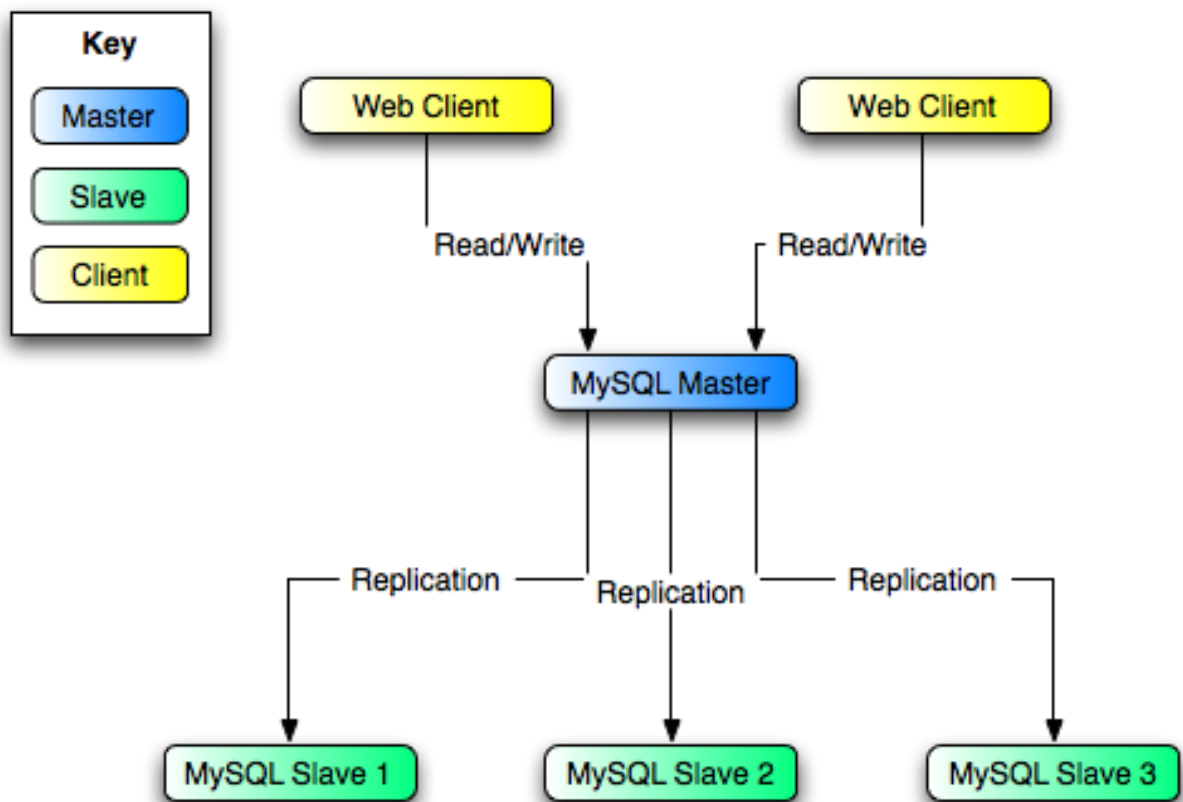 Key
Master
Slave
Client
Web Client
Web Client
Read/Write
Read/Write
MySQL Master
Replication
Replication
Replication
MySQL Slave 1
MySQL Slave 2
MySQL Slave 3